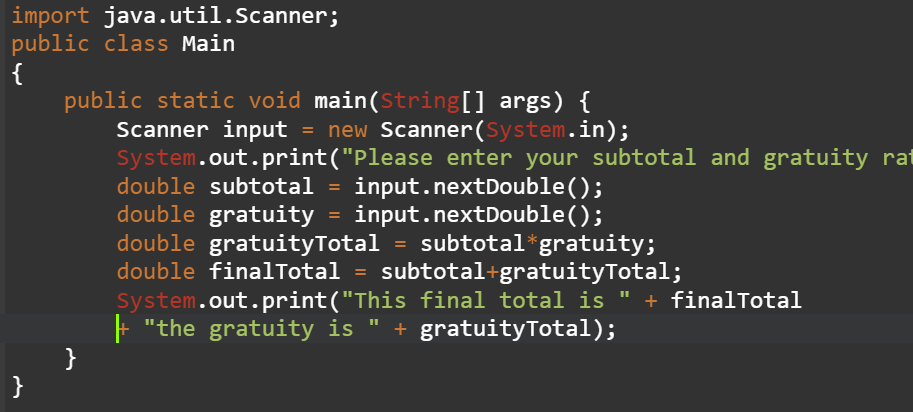 import java.util.Scanner;
public class Main
{
    public static void main(String[] args) {
        Scanner input = new Scanner(System.in);
        System.out.print("Please enter your subtotal and gratuity
        double subtotal = input.nextDouble();
        double gratuity = input.nextDouble();
        double gratuityTotal = subtotal*gratuity;
        double finalTotal = subtotal+gratuityTotal;
        System.out.print("This final total is " + finalTotal
        + "the gratuity is " + gratuityTotal);
    }
}